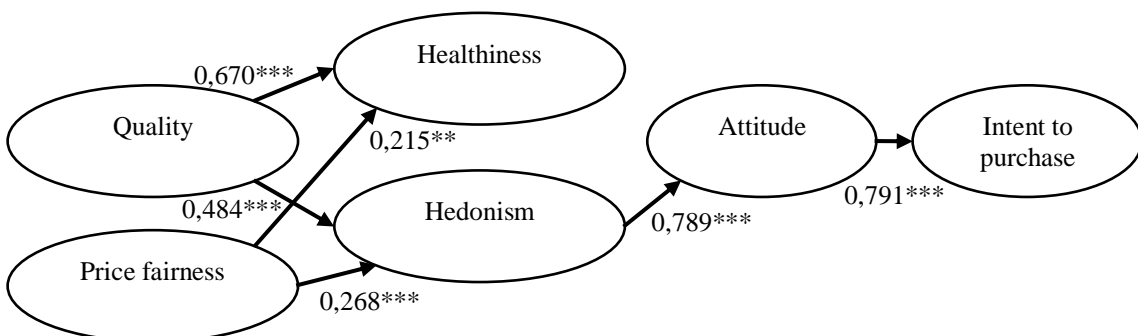 Healthiness
0,670***
Quality
Attitude
Intent to
purchase
0,215**
0,791***
0,484***
Hedonism
0,789***
Price fairness
0,268***